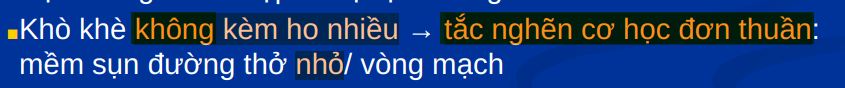 Khò khè không kèm ho nhiều → tắc nghẽn cơ học đơn thuần:
mềm sụn đường thở nhỏ/ vòng mạch